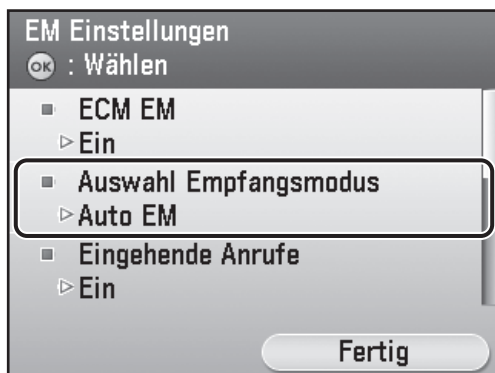 EM Einstellungen
OK : Wählen
ECM EM
Ein
Auswahl Empfangsmodus
Auto EM
Eingehende Anrufe
Ein
Fertig